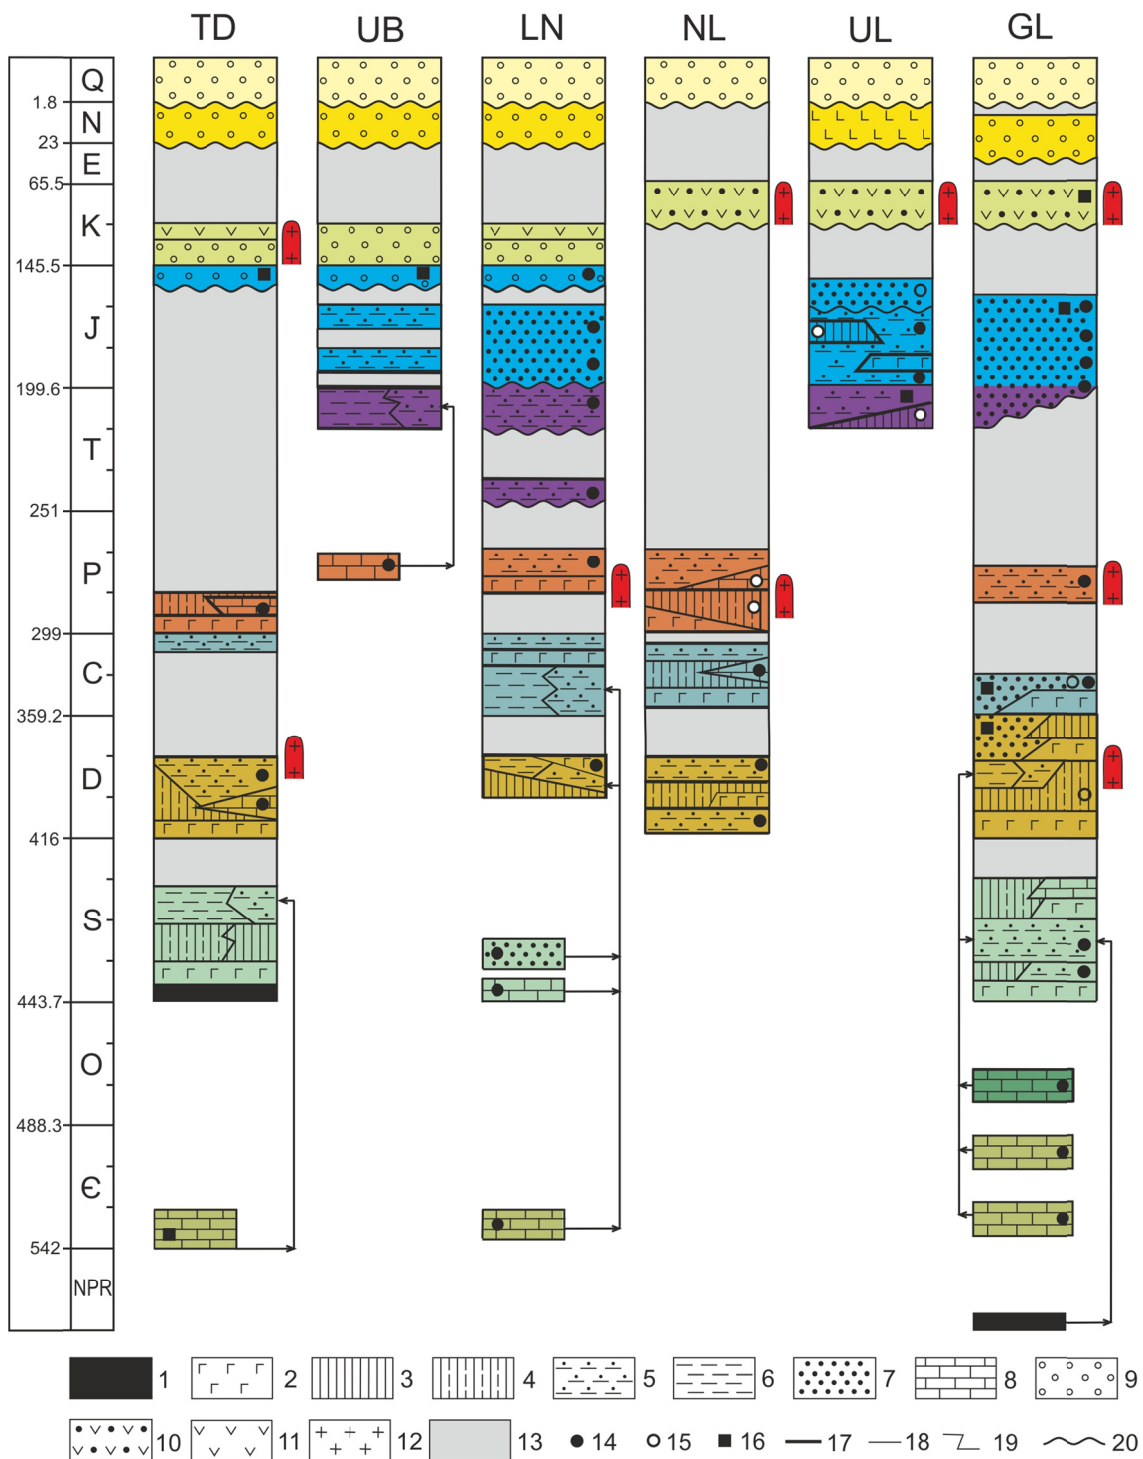 TD UB LN NL UL GL
Q
1.8
N
23
E
65.5
K
145.5
J
199.6
T
251
P
299
C
359.2
D
416
S
443.7
O
488.3
Є
542
NPR
1 2 3 4 5 6 7 8 9
10 11 12 13 14 15 16 17 18 19 20